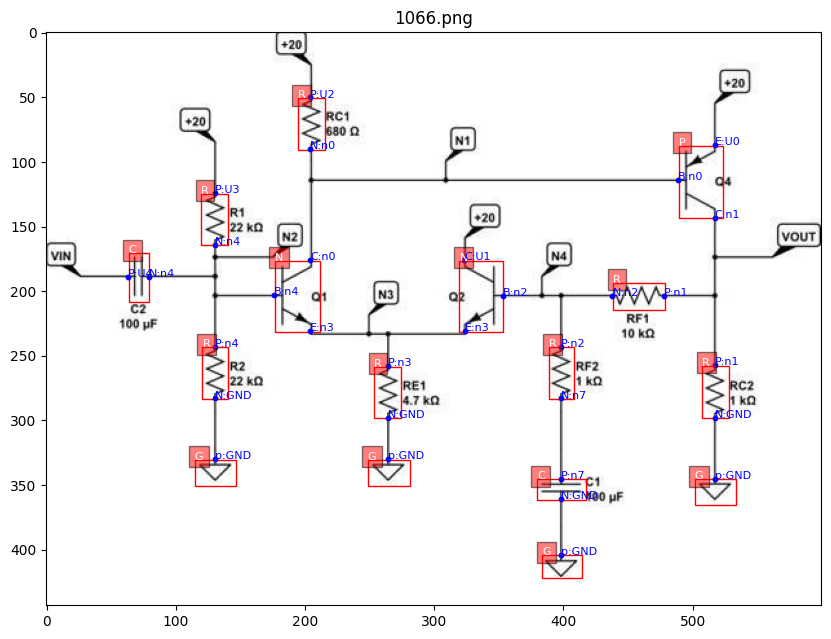 1066.png
0
+20
P:U2
R
RC1
680 Ω
N:n0
+20
N1
+20
E:U0
P
B:n0
Q4
C:n1
P:U3
R
R1
22 kΩ
N:n4
VIN
C
P:U4
N:n4
C2
100 µF
N2
N
C:n0
B:n4
Q1
E:n3
N3
+20
C:U1
Q2
B:n2
E:n3
N4
R
N:n2
P:n1
RF1
10 kΩ
VOUT
R
P:n4
R2
22 kΩ
N:GND
G
p:GND
R
P:n3
RE1
4.7 kΩ
N:GND
G
p:GND
R
P:n2
RF2
1 kΩ
N:n7
C
P:n7
C1
N:GND
G
p:GND
R
P:n1
RC2
1 kΩ
N:GND
G
p:GND
50
100
150
200
250
300
350
400
0
100
200
300
400
500